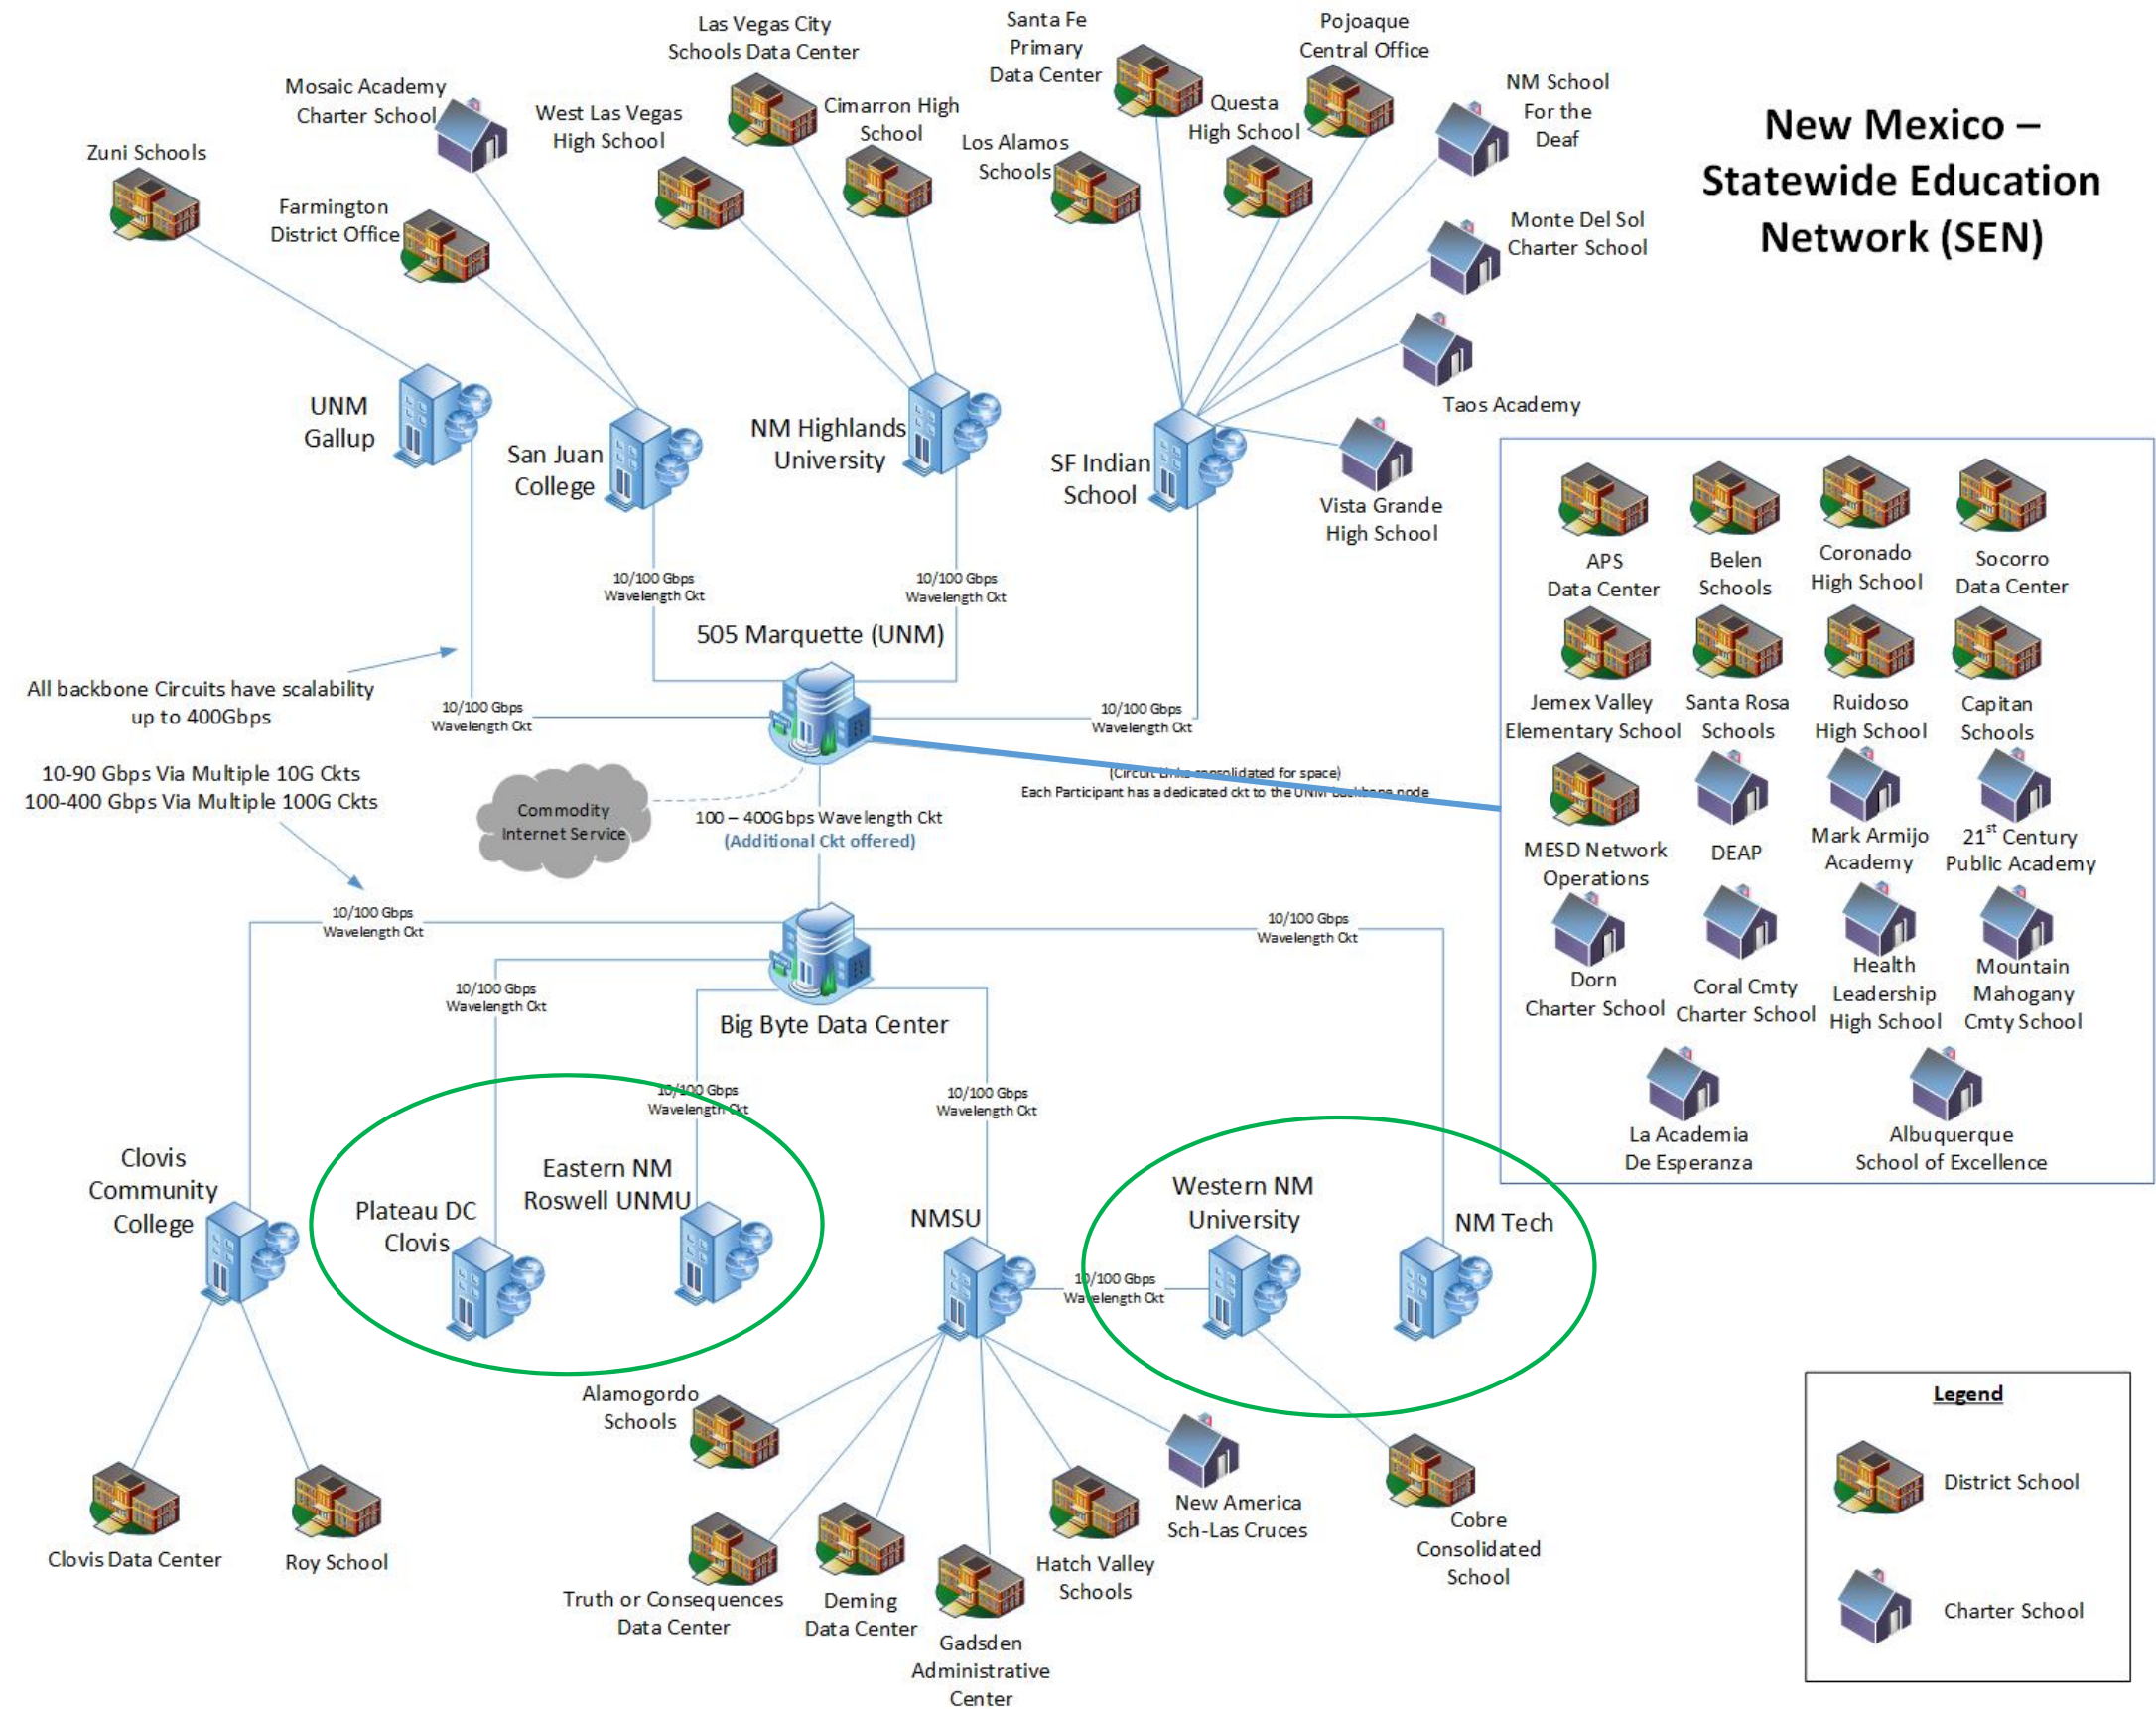 New Mexico –
Statewide Education
Network (SEN)
Las Vegas City
Schools Data Center
Santa Fe
Primary
Data Center
Pojoaque
Central Office
Mosaic Academy
Charter School
West Las Vegas
High School
Cimarron High
School
Los Alamos
Schools
Questa
High School
NM School
For the
Deaf
Zuni Schools
Farmington
District Office
Monte Del Sol
Charter School
Taos Academy
Vista Grande
High School
UNM
Gallup
San Juan
College
NM Highlands
University
SF Indian
School
10/100 Gbps
Wavelength Ckt
10/100 Gbps
Wavelength Ckt
505 Marquette (UNM)
All backbone Circuits have scalability
up to 400Gbps
10/100 Gbps
Wavelength Ckt
10/100 Gbps
Wavelength Ckt
10-90 Gbps Via Multiple 10G Ckts
100-400 Gbps Via Multiple 100G Ckts
Commodity
Internet Service
(Circuit Links consolidated for space)
Each Participant has a dedicated ckt to the UNM backbone node
100 – 400Gbps Wavelength Ckt
(Additional Ckt offered)
10/100 Gbps
Wavelength Ckt
10/100 Gbps
Wavelength Ckt
10/100 Gbps
Wavelength Ckt
Big Byte Data Center
10/100 Gbps
Wavelength Ckt
10/100 Gbps
Wavelength Ckt
APS
Data Center
Belen
Schools
Coronado
High School
Socorro
Data Center
Jemex Valley
Elementary School
Santa Rosa
Schools
Ruidoso
High School
Capitan
Schools
MESD Network
Operations
DEAP
Mark Armijo
Academy
21st Century
Public Academy
Dorn
Charter School
Coral Cmty
Charter School
Health
Leadership
High School
Mountain
Mahogany
Cmty School
La Academia
De Esperanza
Albuquerque
School of Excellence
Clovis
Community
College
Plateau DC
Clovis
Eastern NM
Roswell UNMU
NMSU
Western NM
University
NM Tech
10/100 Gbps
Wavelength Ckt
Alamogordo
Schools
Clovis Data Center
Roy School
Truth or Consequences
Data Center
Deming
Data Center
Gadsden
Administrative
Center
Hatch Valley
Schools
New America
Sch-Las Cruces
Cobre
Consolidated
School
Legend
District School
Charter School